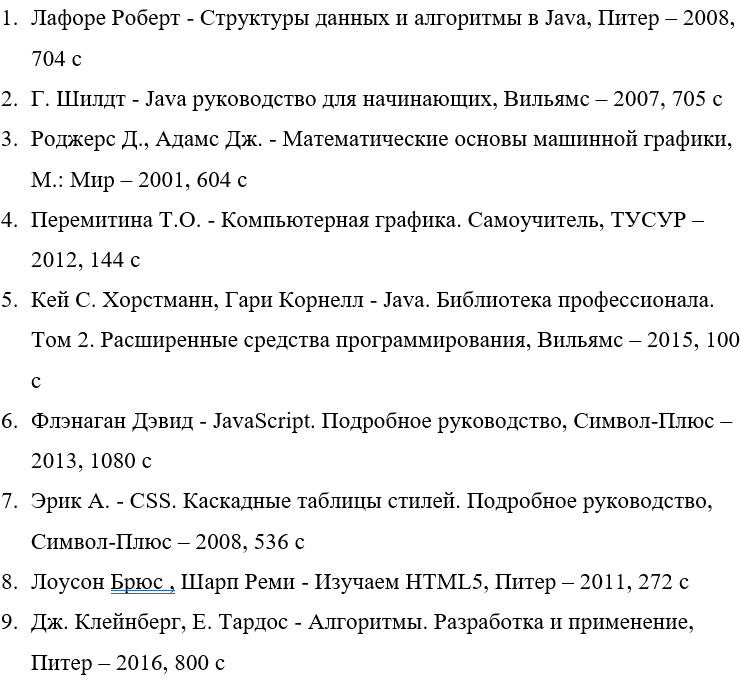 1. Лафоре Роберт - Структуры данных и алгоритмы в Java, Питер – 2008,
704 с
2. Г. Шилдт - Java руководство для начинающих, Вильямс – 2007, 705 с
3. Роджерс Д., Адамс Дж. - Математические основы машинной графики,
М.: Мир – 2001, 604 с
4. Перемитина Т.О. - Компьютерная графика. Самоучитель, ТУСУР –
2012, 144 с
5. Кей С. Хорстманн, Гари Корнелл - Java. Библиотека профессионала.
Том 2. Расширенные средства программирования, Вильямс – 2015, 100
с
6. Флэнаган Дэвид - JavaScript. Подробное руководство, Символ-Плюс –
2013, 1080 с
7. Эрик А. - CSS. Каскадные таблицы стилей. Подробное руководство,
Символ-Плюс – 2008, 536 с
8. Лоусон Брюс , Шарп Реми - Изучаем HTML5, Питер – 2011, 272 с
9. Дж. Клейнберг, Е. Тардос - Алгоритмы. Разработка и применение,
Питер – 2016, 800 с